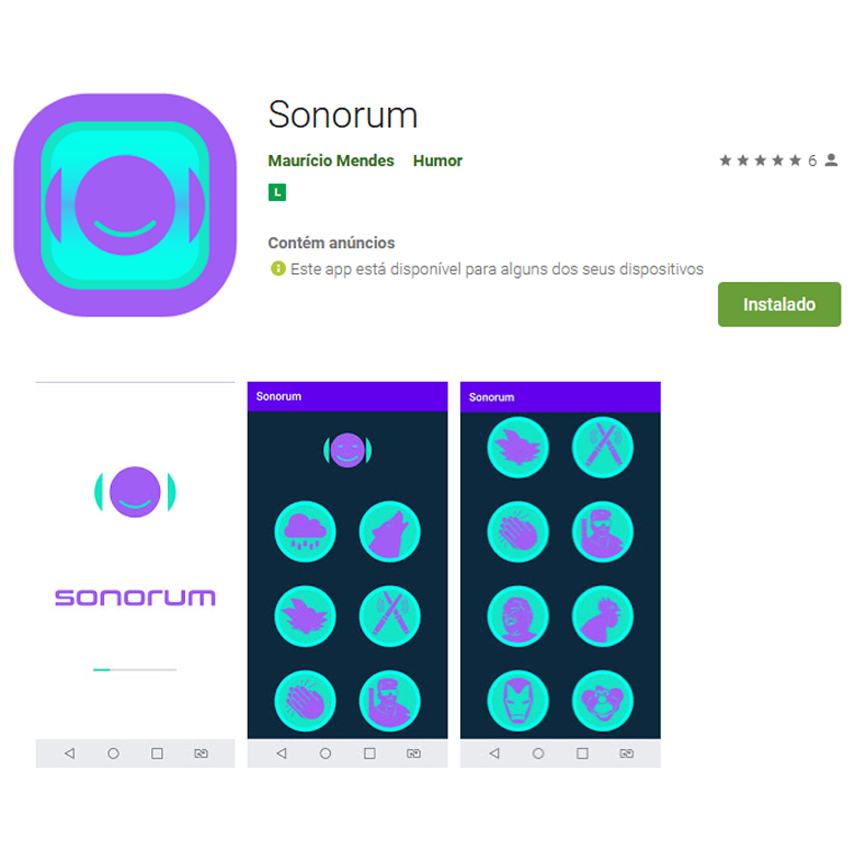 Sonorum
Maurício Mendes Humor
6
L
Contém anúncios
Este app está disponível para alguns dos seus dispositivos
Instalado
sonorum
Sonorum
Sonorum